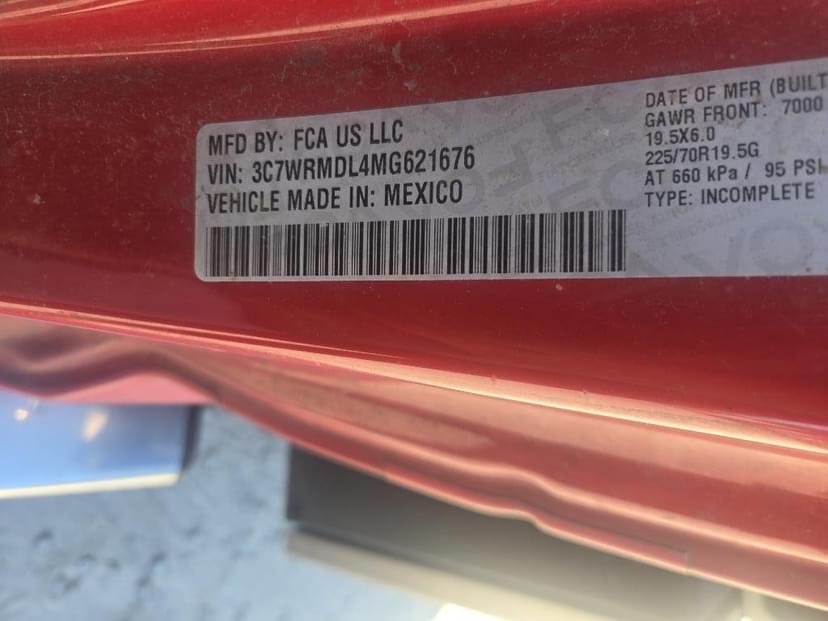 MFD BY: FCA US LLC
VIN: 3C7WRMDL4MG621676
VEHICLE MADE IN: MEXICO
DATE OF MFR (BUILT
GAWR FRONT: 7000
19.5X6.0
225/70R19.5G
AT 660 kPa / 95 PSI
TYPE: INCOMPLETE